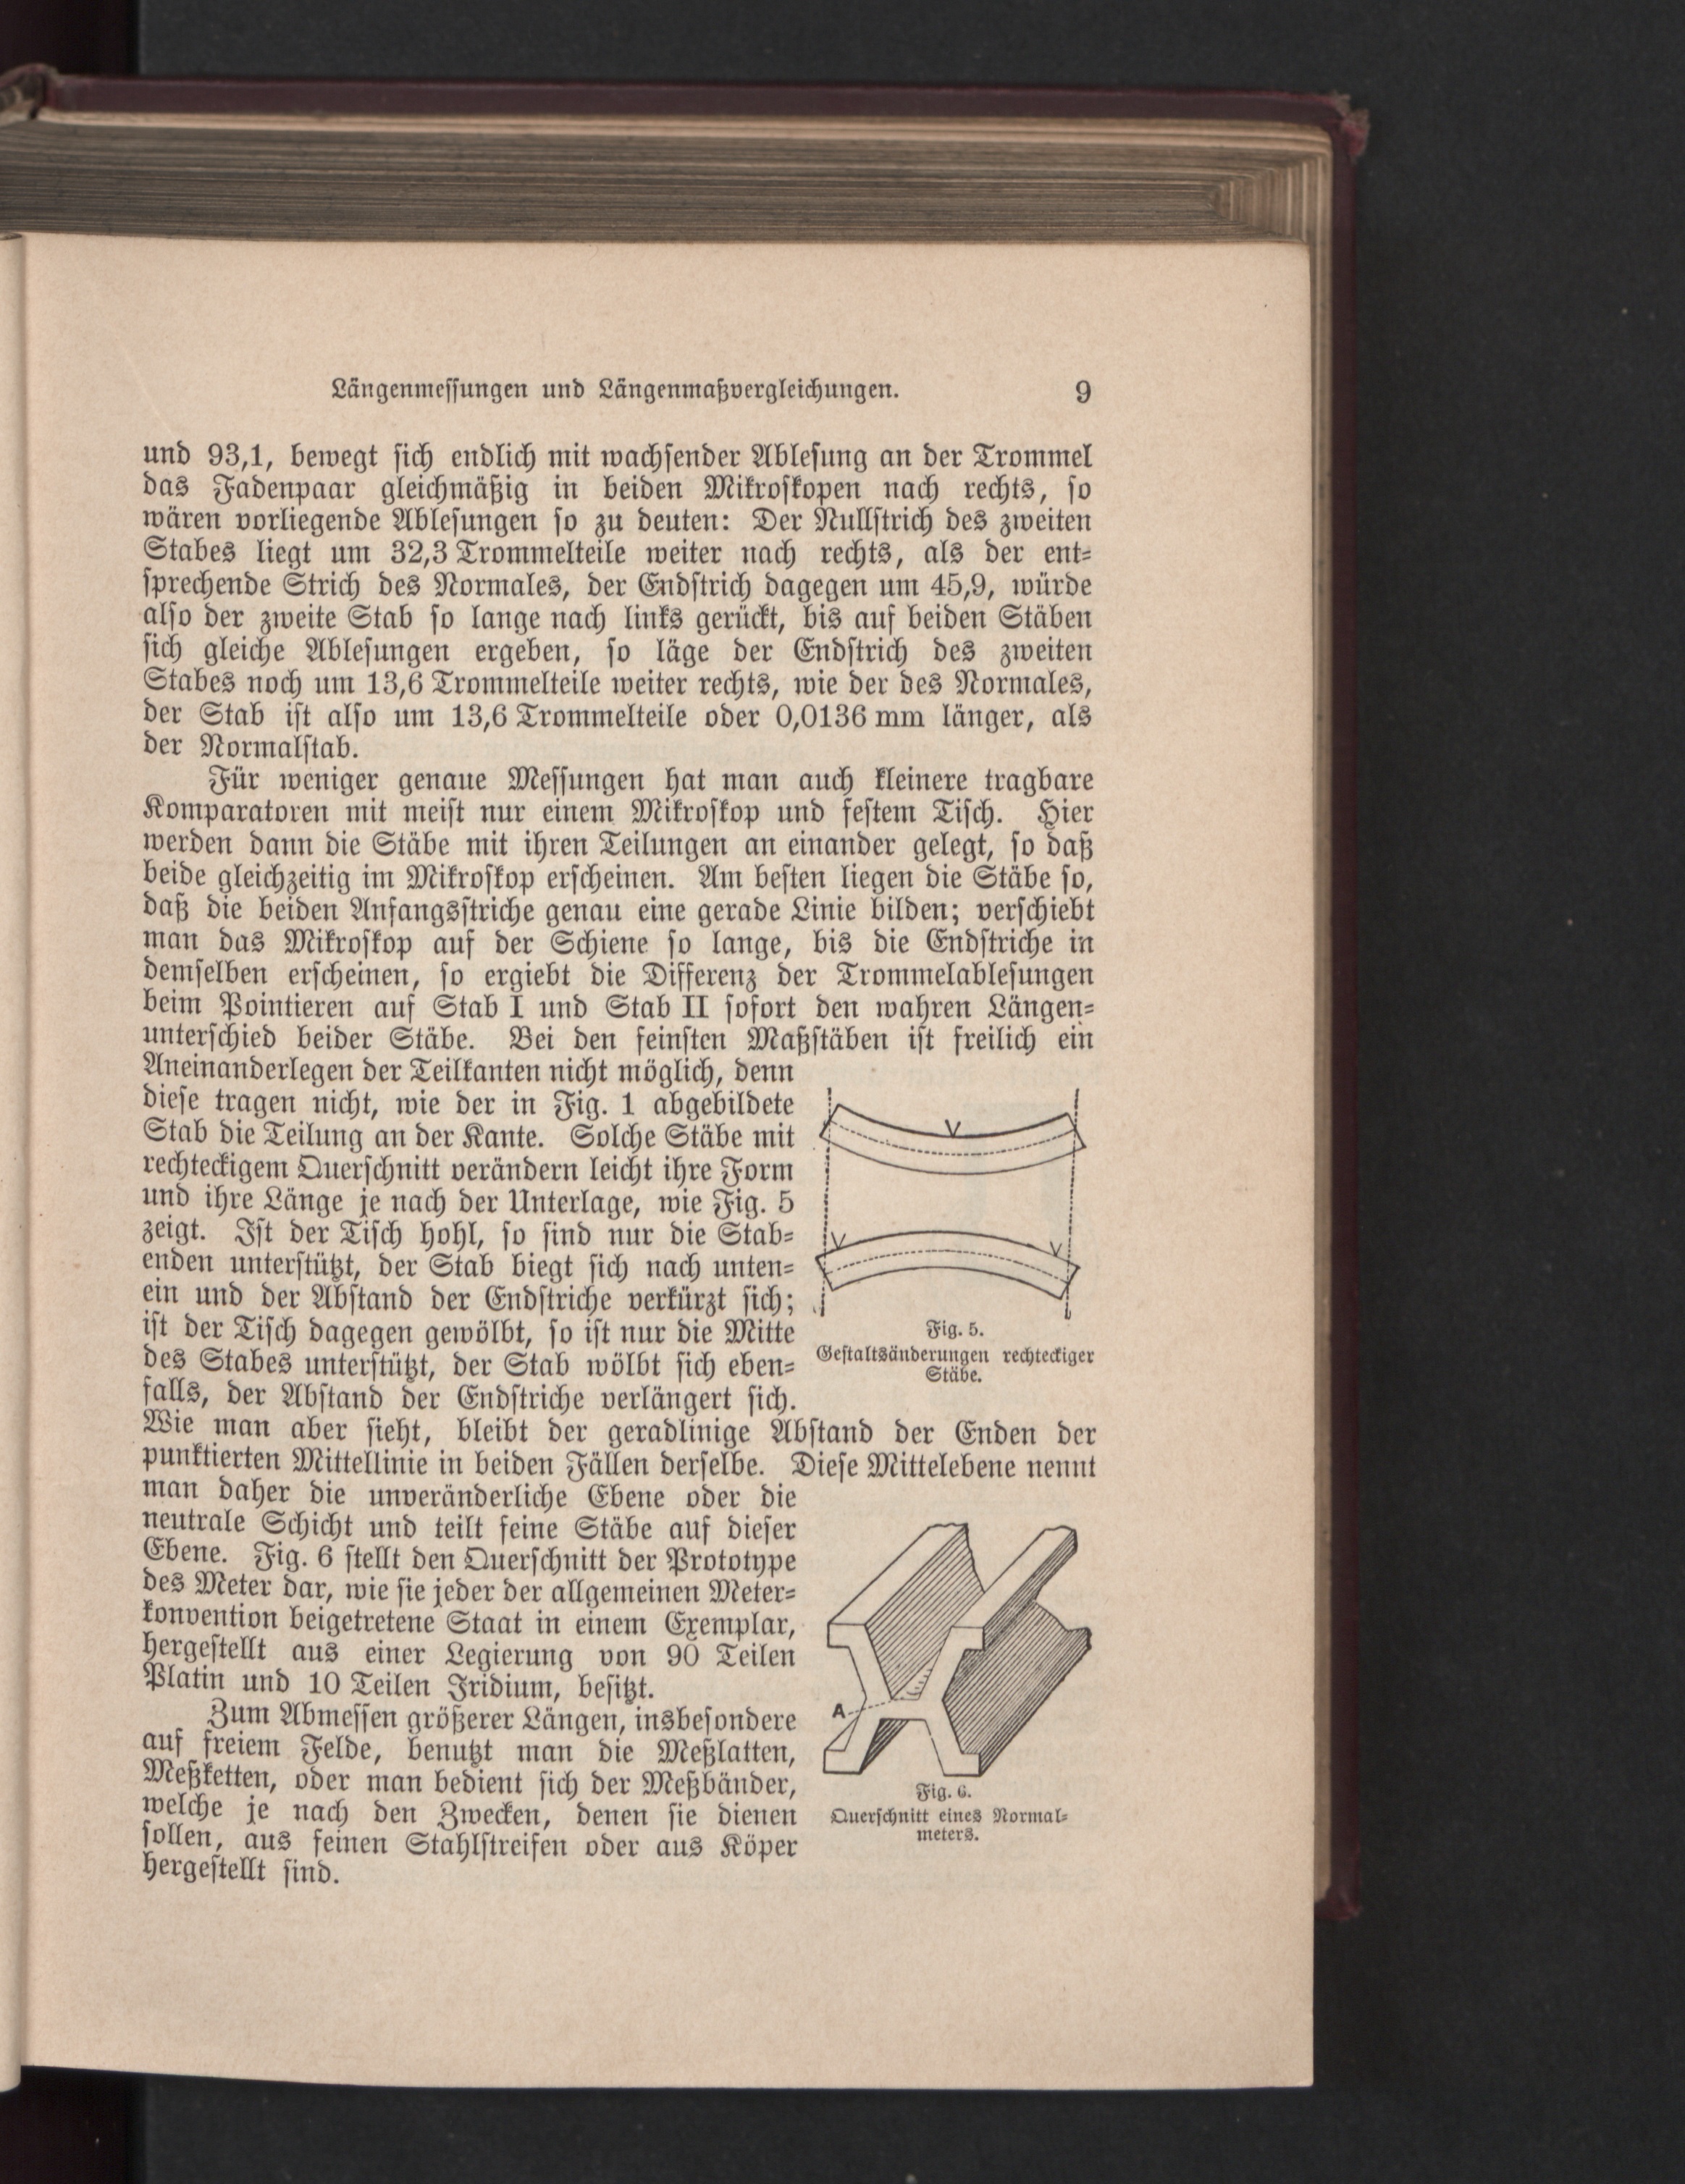 Längenmessungen und Längenmaßvergleichungen. 9
und 93,1, bewegt sich endlich mit wachsender Ablesung an der Trommel
das Fadenpaar gleichmäßig in beiden Mikroskopen nach rechts, so
wären vorliegende Ablesungen so zu deuten: Der Nullstrich des zweiten
Stabes liegt um 32,3 Trommelteile weiter nach rechts, als der ent-
sprechende Strich des Normales, der Endstrich dagegen um 45,9, würde
also der zweite Stab so lange nach links gerückt, bis auf beiden Stäben
sich gleiche Ablesungen ergeben, so läge der Endstrich des zweiten
Stabes noch um 13,6 Trommelteile weiter rechts, wie der des Normales,
der Stab ist also um 13,6 Trommelteile oder 0,0136 mm länger, als
der Normalstab.
Für weniger genaue Messungen hat man auch kleinere tragbare
Komparatoren mit meist nur einem Mikroskop und festem Tisch. Hier
werden dann die Stäbe mit ihren Teilungen an einander gelegt, so daß
beide gleichzeitig im Mikroskop erscheinen. Am besten liegen die Stäbe so,
daß die beiden Anfangsstriche genau eine gerade Linie bilden; verschiebt
man das Mikroskop auf der Schiene so lange, bis die Endstriche in
demselben erscheinen, so ergiebt die Differenz der Trommelablesungen
beim Pointieren auf Stab I und Stab II sofort den wahren Längen-
unterschied beider Stäbe. Bei den feinsten Maßstäben ist freilich ein
Aneinanderlegen der Teilkanten nicht möglich, denn
diese tragen nicht, wie der in Fig. 1 abgebildete
Stab die Teilung an der Kante. Solche Stäbe mit
rechteckigem Querschnitt verändern leicht ihre Form
und ihre Länge je nach der Unterlage, wie Fig. 5
zeigt. Ist der Tisch hohl, so sind nur die Stab-
enden unterstützt, der Stab biegt sich nach unten-
ein und der Abstand der Endstriche verkürzt sich;
ist der Tisch dagegen gewölbt, so ist nur die Mitte
des Stabes unterstützt, der Stab wölbt sich eben-
falls, der Abstand der Endstriche verlängert sich.
Fig. 5.
Gestaltsänderungen rechteckiger
Stäbe.
Wie man aber sieht, bleibt der geradlinige Abstand der Enden der
punktierten Mittellinie in beiden Fällen derselbe. Diese Mittelebene nennt
man daher die unveränderliche Ebene oder die
neutrale Schicht und teilt feine Stäbe auf dieser
Ebene. Fig. 6 stellt den Querschnitt der Prototype
des Meter dar, wie sie jeder der allgemeinen Meter-
konvention beigetretene Staat in einem Exemplar,
hergestellt aus einer Legierung von 90 Teilen
Platin und 10 Teilen Iridium, besitzt.
Zum Abmessen größerer Längen, insbesondere
auf freiem Felde, benutzt man die Meßlatten,
Meßketten, oder man bedient sich der Meßbänder,
welche je nach den Zwecken, denen sie dienen
sollen, aus feinen Stahlstreifen oder aus Köper
hergestellt sind.
A
Fig. 6.
Querschnitt eines Normal-
meters.